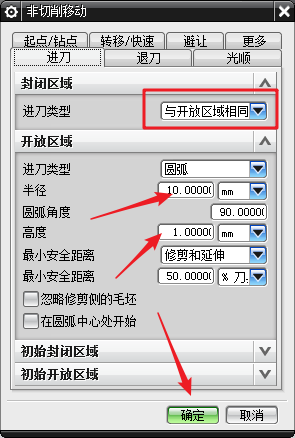 非切削移动
起点/钻点 转移/快速 避让 更多
进刀 退刀 光顺
封闭区域
进刀类型 与开放区域相同
开放区域
进刀类型 圆弧
半径 10.0000 mm
圆弧角度 90.0000
高度 1.0000 mm
最小安全距离 修剪和延伸
最小安全距离 50.0000 % 刀
忽略修剪侧的毛坯
在圆弧中心处开始
初始封闭区域
初始开放区域
确定 取消